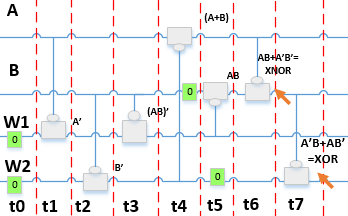 A
(A+B)
B
0
AB
AB+A'B'=
XNOR
W1
0
A'
(AB)'
W2
0
B'
0
A'B+AB'
=XOR
t0 t1 t2 t3 t4 t5 t6 t7